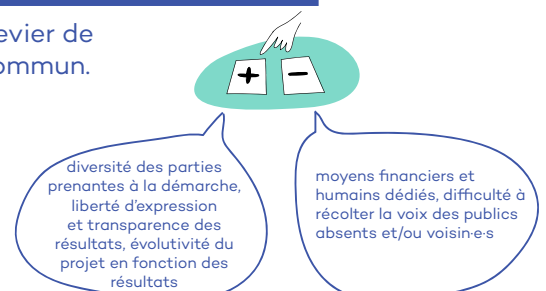 evier de
ommun.
+
-
diversité des parties
prenantes à la démarche,
liberté d'expression
et transparence des
résultats, évolutivité du
projet en fonction des
résultats
moyens financiers et
humains dédiés, difficulté à
récolter la voix des publics
absents et/ou voisin·e·s